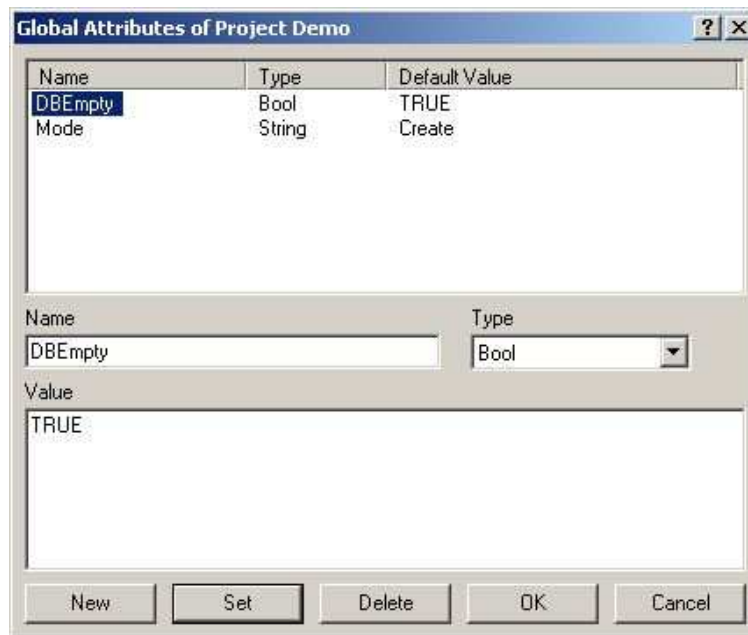 Global Attributes of Project Demo
Name Type Default Value
DBEmpty Bool TRUE
Mode String Create
Name Type
DBEmpty Bool
Value
TRUE
New Set Delete OK Cancel